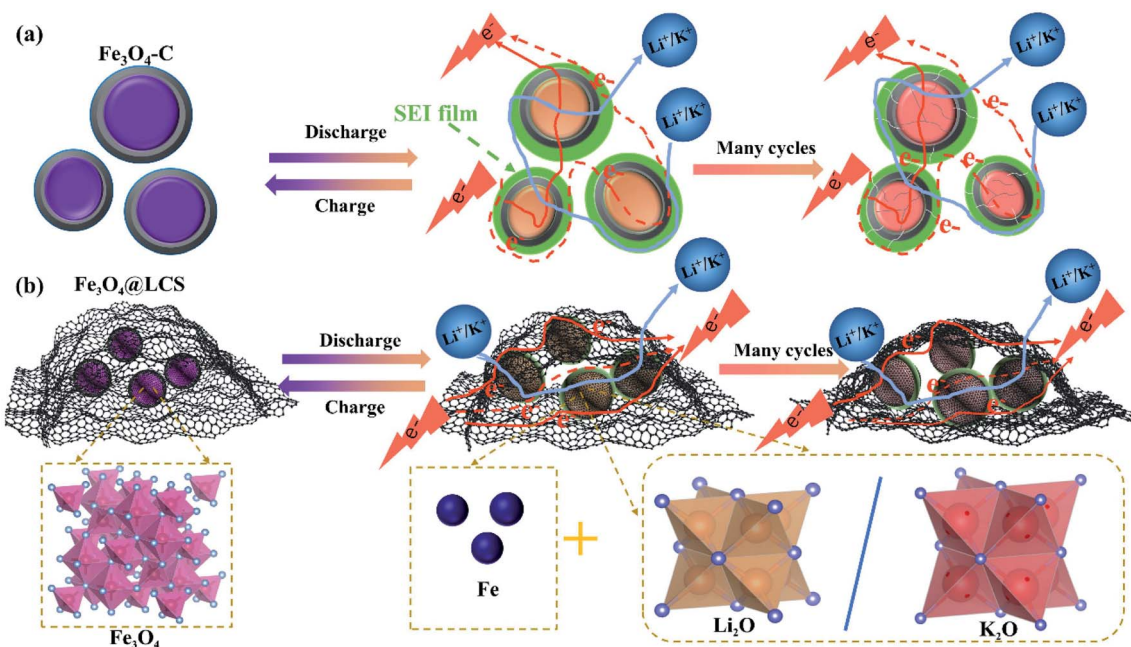 (a)
Fe₃O₄-C
e⁻
Li⁺/K⁺
e-
Li⁺/K⁺
SEI film
Discharge
Charge
e-
e-
e-
e-
Li⁺/K⁺
e-
Li⁺/K⁺
Many cycles
e-
e-
e-
e-
(b)
Fe₃O₄@LCS
Li⁺/K⁺
Li⁺/K⁺
e-
e-
Discharge
Charge
e-
e-
Li⁺/K⁺
Li⁺/K⁺
e-
Many cycles
e-
e-
e-
Fe₃O₄
Fe
+
Li₂O
/
K₂O